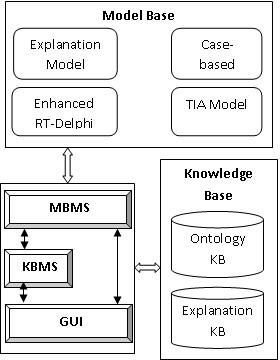 Model Base
Explanation
Model
Case-
based
Enhanced
RT-Delphi
TIA Model
MBMS
KBMS
GUI
Knowledge
Base
Ontology
KB
Explanation
KB